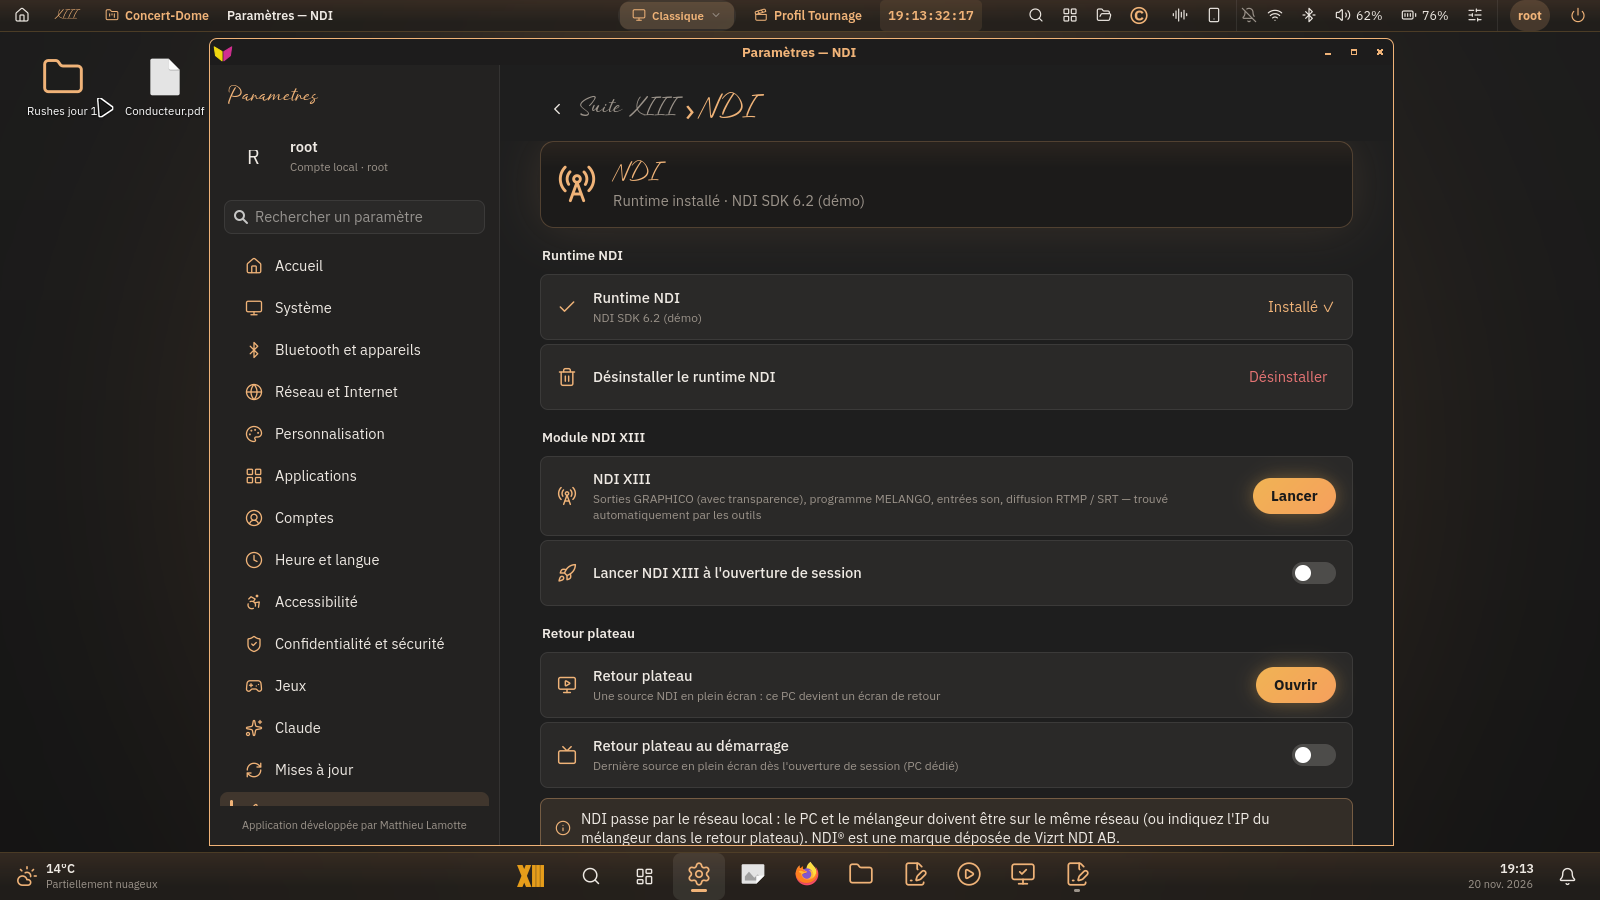 XIII
Concert-Dome
Paramètres — NDI
Classique
Profil Tournage
19:13:32:17
62%
76%
root
Rushes jour 1
Conducteur.pdf
Paramètres — NDI
Paramètres
root
Compte local · root
R
Rechercher un paramètre
Accueil
Système
Bluetooth et appareils
Réseau et Internet
Personnalisation
Applications
Comptes
Heure et langue
Accessibilité
Confidentialité et sécurité
Jeux
Claude
Mises à jour
Application développée par Matthieu Lamotte
Suite XIII › NDI
NDI
Runtime installé · NDI SDK 6.2 (démo)
Runtime NDI
Runtime NDI
NDI SDK 6.2 (démo)
Installé ✓
Désinstaller le runtime NDI
Désinstaller
Module NDI XIII
NDI XIII
Sorties GRAPHICO (avec transparence), programme MELANGO, entrées son, diffusion RTMP / SRT — trouvé
automatiquement par les outils
Lancer
Lancer NDI XIII à l'ouverture de session
Retour plateau
Retour plateau
Une source NDI en plein écran : ce PC devient un écran de retour
Ouvrir
Retour plateau au démarrage
Dernière source en plein écran dès l'ouverture de session (PC dédié)
NDI passe par le réseau local : le PC et le mélangeur doivent être sur le même réseau (ou indiquez l'IP du
mélangeur dans le retour plateau). NDI® est une marque déposée de Vizrt NDI AB.
14°C
Partiellement nuageux
XIII
19:13
20 nov. 2026